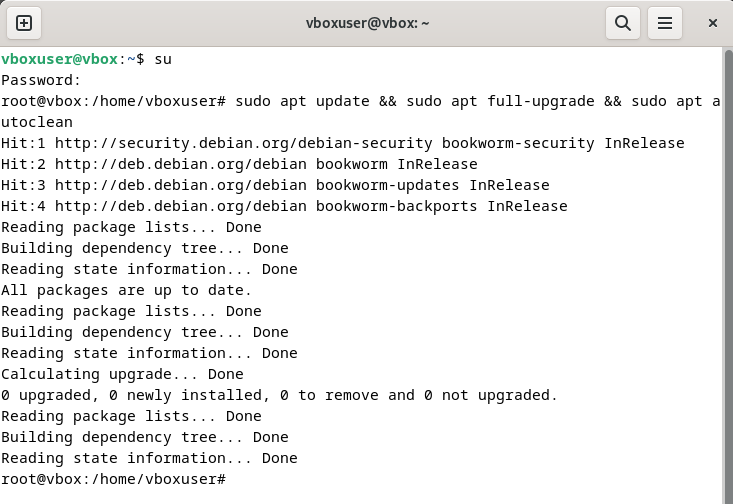 vboxuser@vbox: ~
vboxuser@vbox:~$ su
Password:
root@vbox:/home/vboxuser# sudo apt update && sudo apt full-upgrade && sudo apt a
utoclean
Hit:1 http://security.debian.org/debian-security bookworm-security InRelease
Hit:2 http://deb.debian.org/debian bookworm InRelease
Hit:3 http://deb.debian.org/debian bookworm-updates InRelease
Hit:4 http://deb.debian.org/debian bookworm-backports InRelease
Reading package lists... Done
Building dependency tree... Done
Reading state information... Done
All packages are up to date.
Reading package lists... Done
Building dependency tree... Done
Reading state information... Done
Calculating upgrade... Done
0 upgraded, 0 newly installed, 0 to remove and 0 not upgraded.
Reading package lists... Done
Building dependency tree... Done
Reading state information... Done
root@vbox:/home/vboxuser#